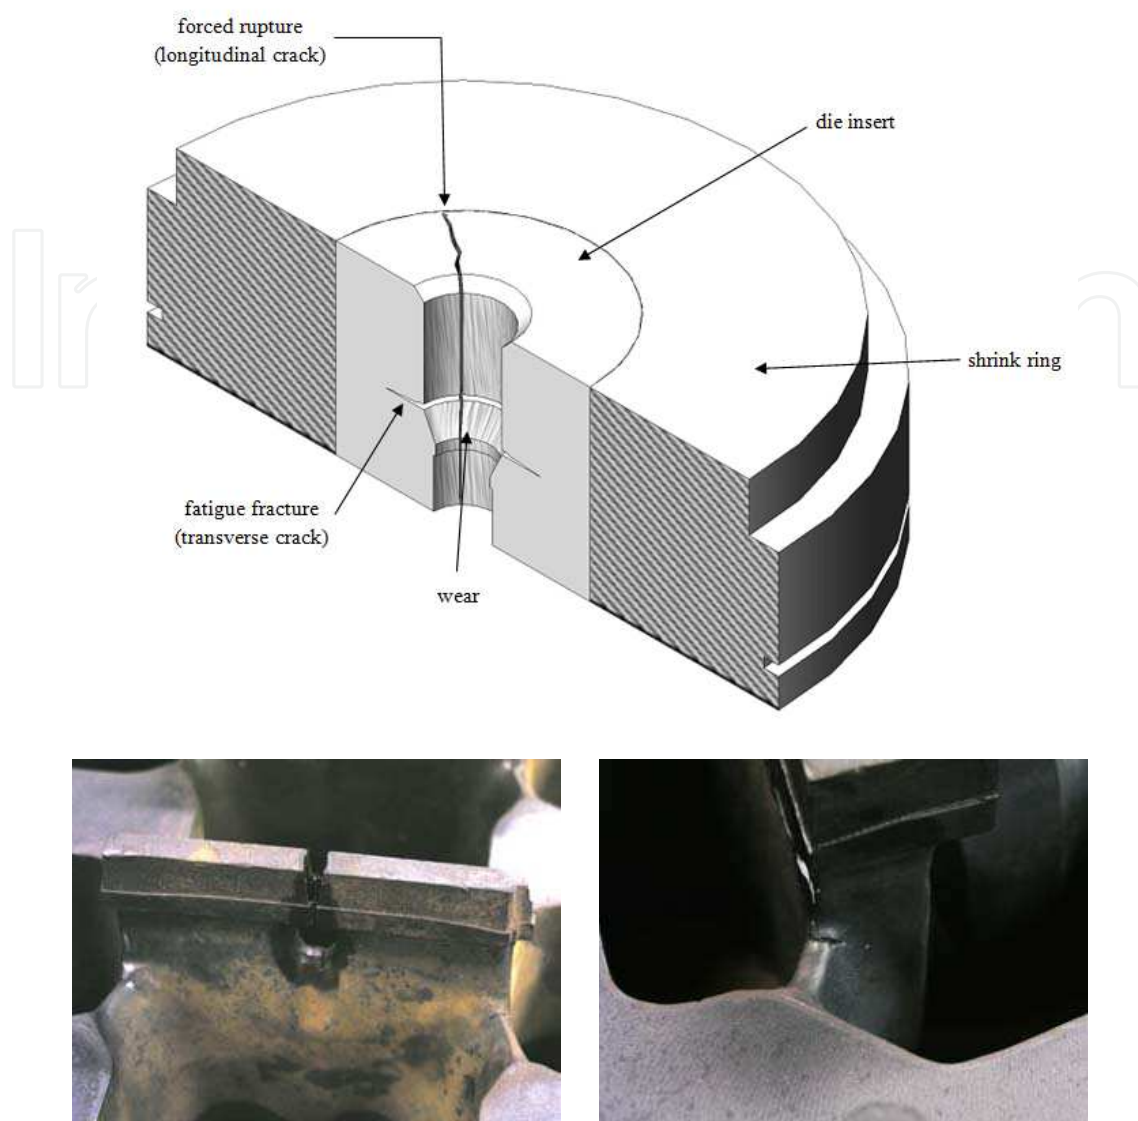 forced rupture
(longitudinal crack)
die insert
shrink ring
fatigue fracture
(transverse crack)
wear